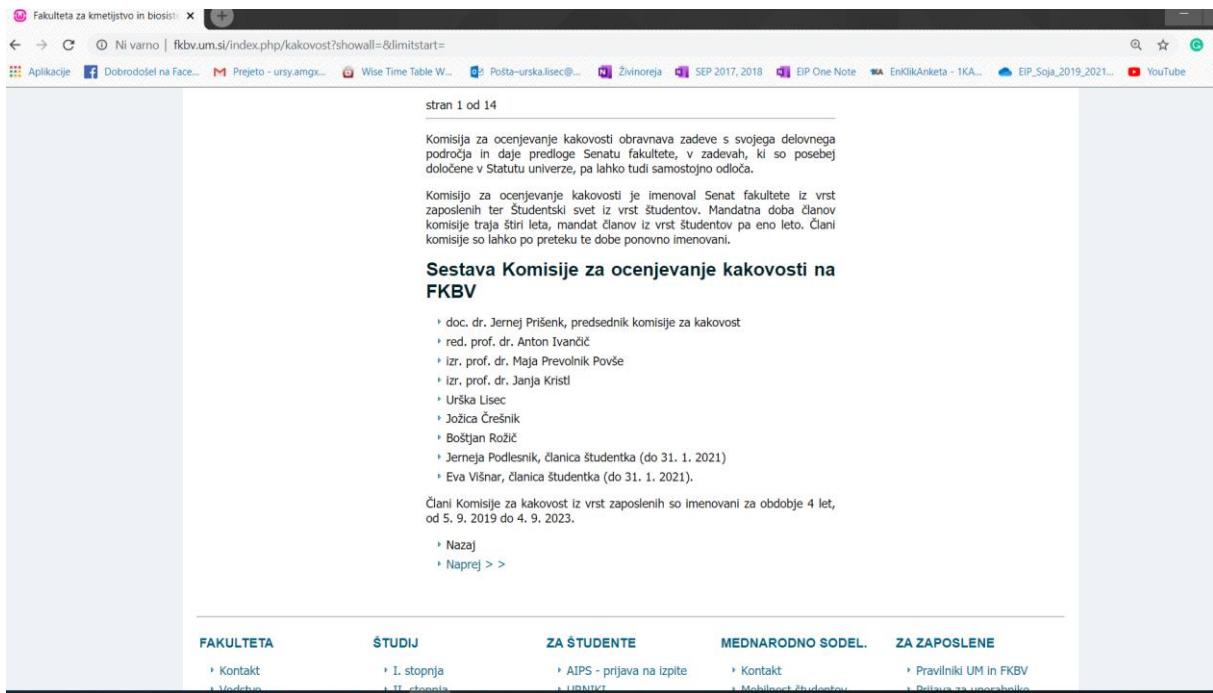 Fakulteta za kmetijstvo in biosiste
Ni varno | fkbv.um.si/index.php/kakovost?showall=&limitstart=
Aplikacije Dobrodošel na Face... Prejeto - ursy.amgx... Wise Time Table W... Pošta-urska.lisec@... Živinoreja SEP 2017, 2018 EIP One Note EnKlikAnketa - 1KA... EIP_Soja_2019_2021... YouTube
stran 1 od 14
Komisija za ocenjevanje kakovosti obravnava zadeve s svojega delovnega
področja in daje predloge Senatu fakultete, v zadevah, ki so posebej
določene v Statutu univerze, pa lahko tudi samostojno odloča.
Komisijo za ocenjevanje kakovosti je imenoval Senat fakultete iz vrst
zaposlenih ter Študentski svet iz vrst študentov. Mandatna doba članov
komisije traja štiri leta, mandat članov iz vrst študentov pa eno leto. Člani
komisije so lahko po preteku te dobe ponovno imenovani.
Sestava Komisije za ocenjevanje kakovosti na
FKBV
doc. dr. Jernej Prišenk, predsednik komisije za kakovost
red. prof. dr. Anton Ivančič
izr. prof. dr. Maja Prevolnik Povše
izr. prof. dr. Janja Kristl
Urška Lisec
Jožica Črešnik
Boštjan Rožič
Jerneja Podlesnik, članica študentka (do 31. 1. 2021)
Eva Višnar, članica študentka (do 31. 1. 2021).
Člani Komisije za kakovost iz vrst zaposlenih so imenovani za obdobje 4 let,
od 5. 9. 2019 do 4. 9. 2023.
Nazaj
Naprej > >
FAKULTETA ŠTUDIJ ZA ŠTUDENTE MEDNARODNO SODEL. ZA ZAPOSLENE
Kontakt I. stopnja AIPS - prijava na izpite Kontakt Pravilniki UM in FKBV
Vodstvo II. stopnja URNIKI Mobilnost študentov Prijava za uporabnike